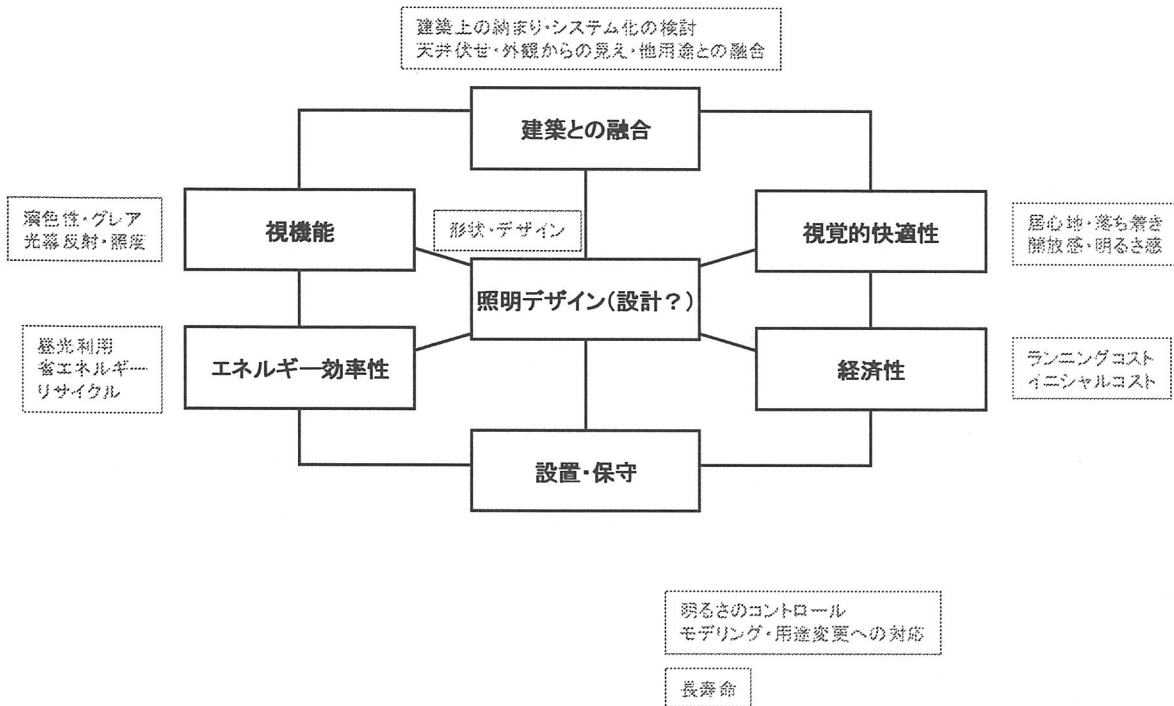 建築上の納まり・システム化の検討
天井伏せ・外観からの見え・他用途との融合
建築との融合
視機能
演色性・グレア
光幕反射・照度
形状・デザイン
視覚的快適性
居心地・落ち着き
開放感・明るさ感
照明デザイン(設計?)
エネルギー効率性
昼光利用
省エネルギー
リサイクル
経済性
ランニングコスト
イニシャルコスト
設置・保守
明るさのコントロール
モデリング・用途変更への対応
長寿命